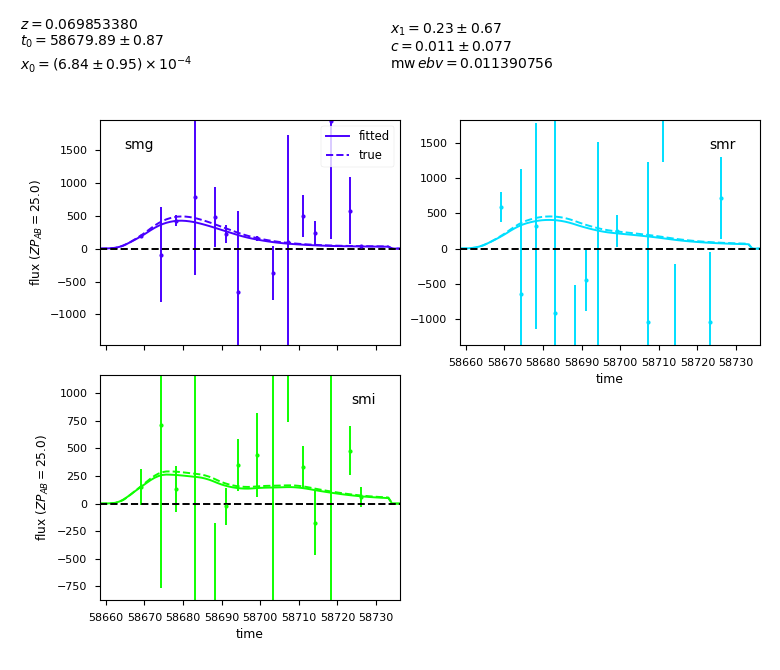 z = 0.069853380
t₀ = 58679.89 ± 0.87
x₀ = (6.84 ± 0.95) × 10⁻⁴
x₁ = 0.23 ± 0.67
c = 0.011 ± 0.077
mw ebv = 0.011390756
smg
fitted
true
1500
1000
500
0
−500
−1000
flux (ZP_AB = 25.0)
smr
1500
1000
500
0
−500
−1000
58660 58670 58680 58690 58700 58710 58720 58730
time
smi
1000
750
500
250
0
−250
−500
−750
flux (ZP_AB = 25.0)
58660 58670 58680 58690 58700 58710 58720 58730
time